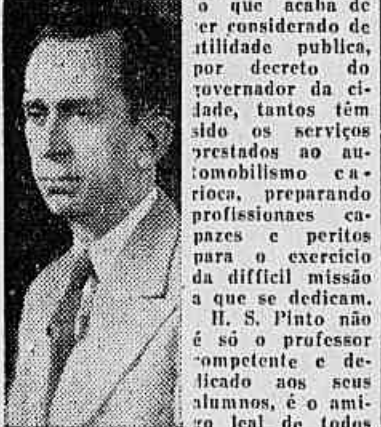 o que acaba de
ser considerado de
utilidade publica,
por decreto do
governador da ci-
dade, tantos têm
sido os serviços
prestados ao au-
tomobilismo ca-
rioca, preparando
profissionaes ca-
pazes e peritos
para o exercicio
da difficil missão
a que se dedicam.
H. S. Pinto não
é só o professor
competente e de-
dicado aos seus
alumnos, é o ami-
go leal de todos